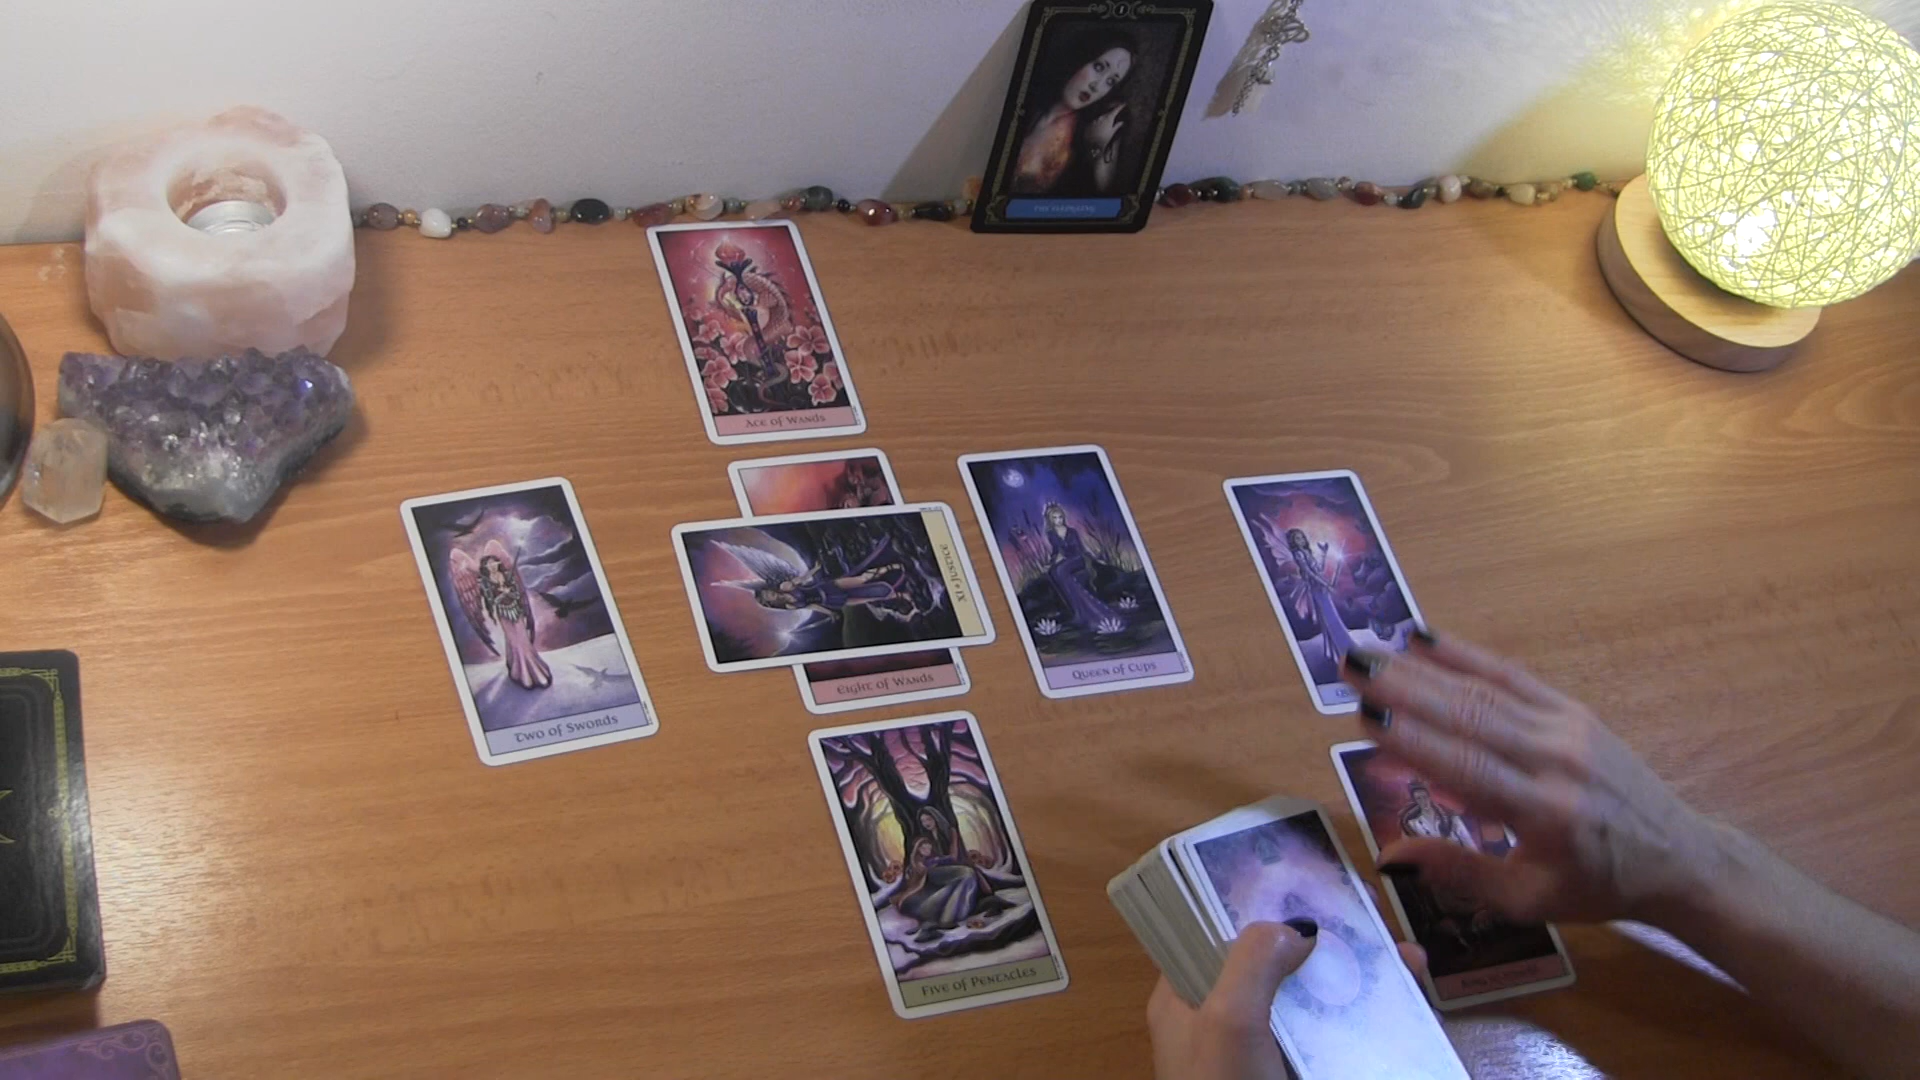 I
Ace of Wands
XI • Justice
Queen of Cups
Two of Swords
Eight of Wands
Five of Pentacles